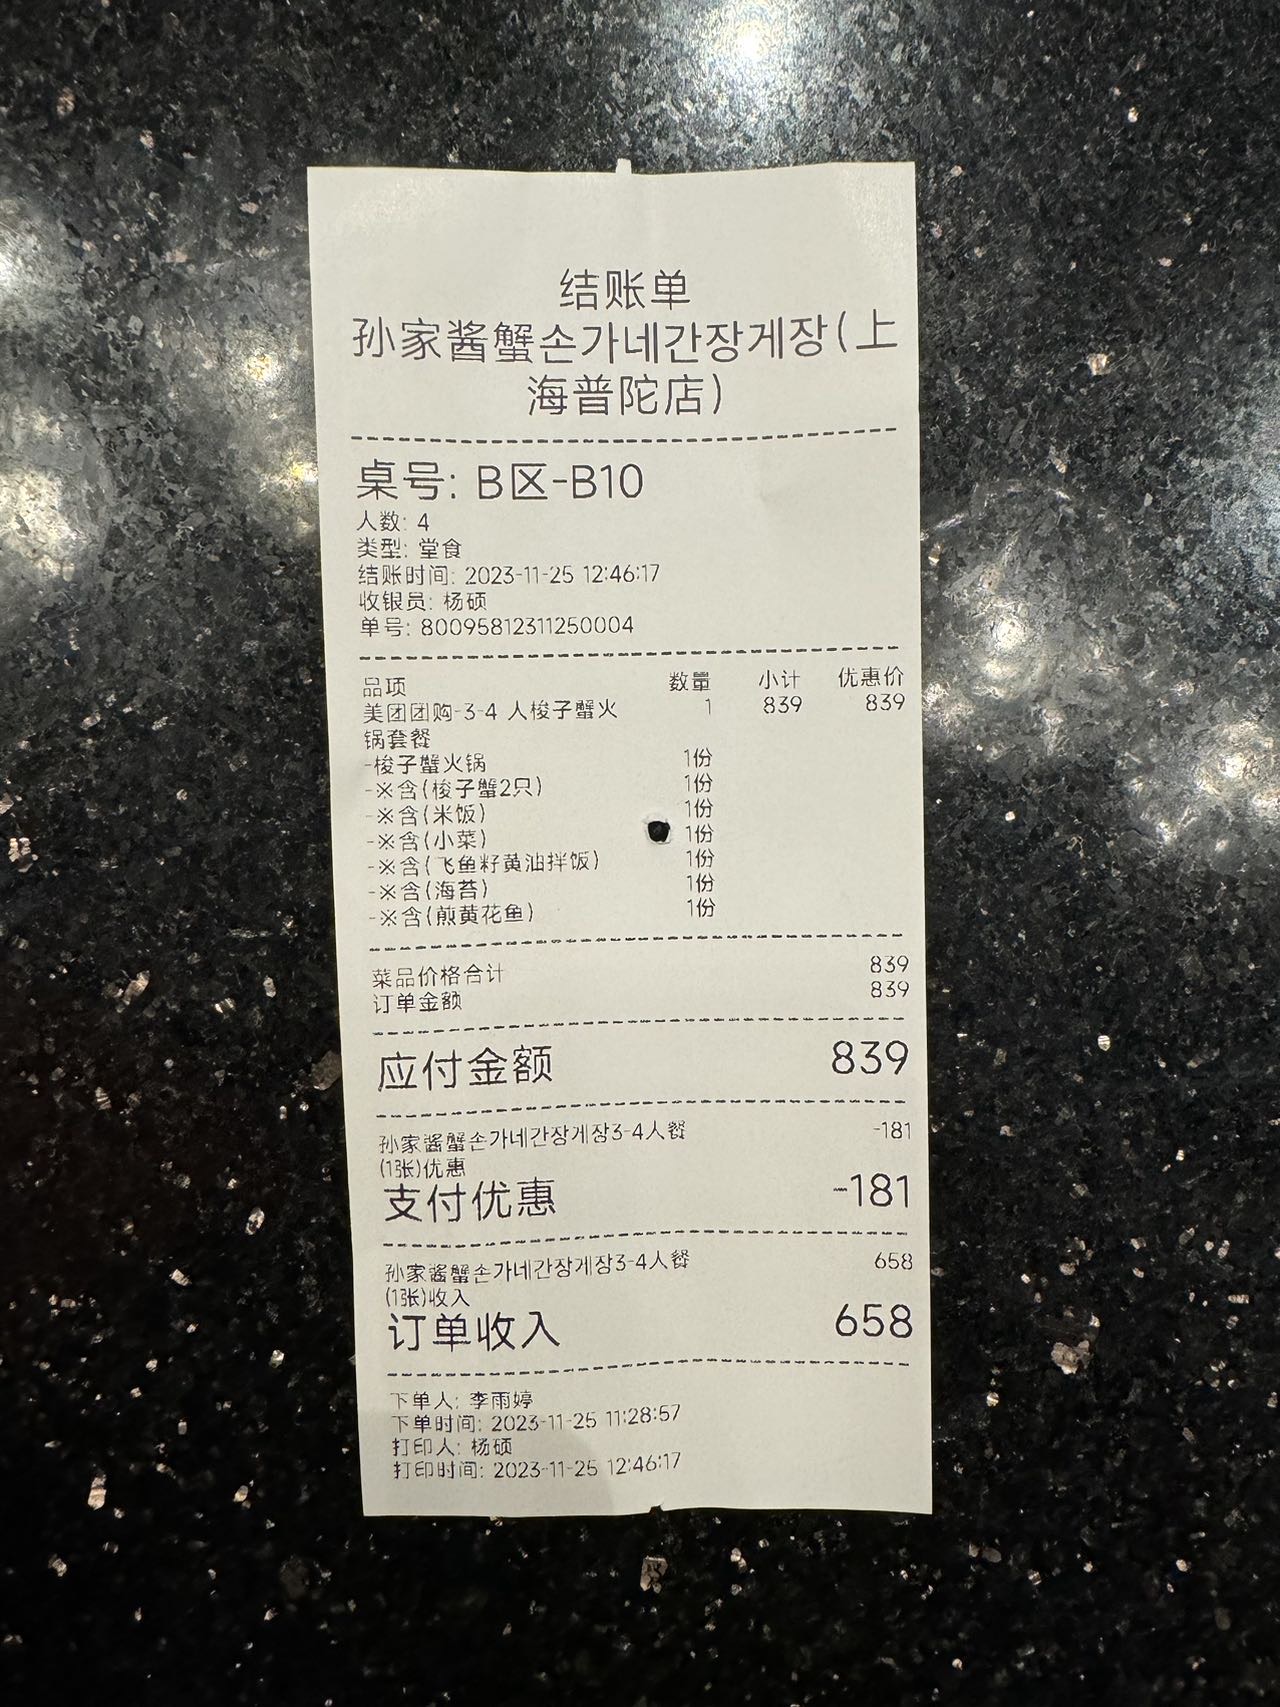 结账单
孙家酱蟹손가네간장게장(上
海普陀店)
桌号: B区-B10
人数: 4
类型: 堂食
结账时间: 2023-11-25 12:46:17
收银员: 杨硕
单号: 80095812311250004
品项 数量 小计 优惠价
美团团购-3-4 人梭子蟹火 1 839 839
锅套餐
-梭子蟹火锅 1份
-※含(梭子蟹2只) 1份
-※含(米饭) 1份
-※含(小菜) 1份
-※含(飞鱼籽黄油拌饭) 1份
-※含(海苔) 1份
-※含(煎黄花鱼) 1份
菜品价格合计 839
订单金额 839
应付金额 839
孙家酱蟹손가네간장게장3-4人餐 -181
(1张)优惠
支付优惠 -181
孙家酱蟹손가네간장게장3-4人餐 658
(1张)收入
订单收入 658
下单人: 李雨婷
下单时间: 2023-11-25 11:28:57
打印人: 杨硕
打印时间: 2023-11-25 12:46:17